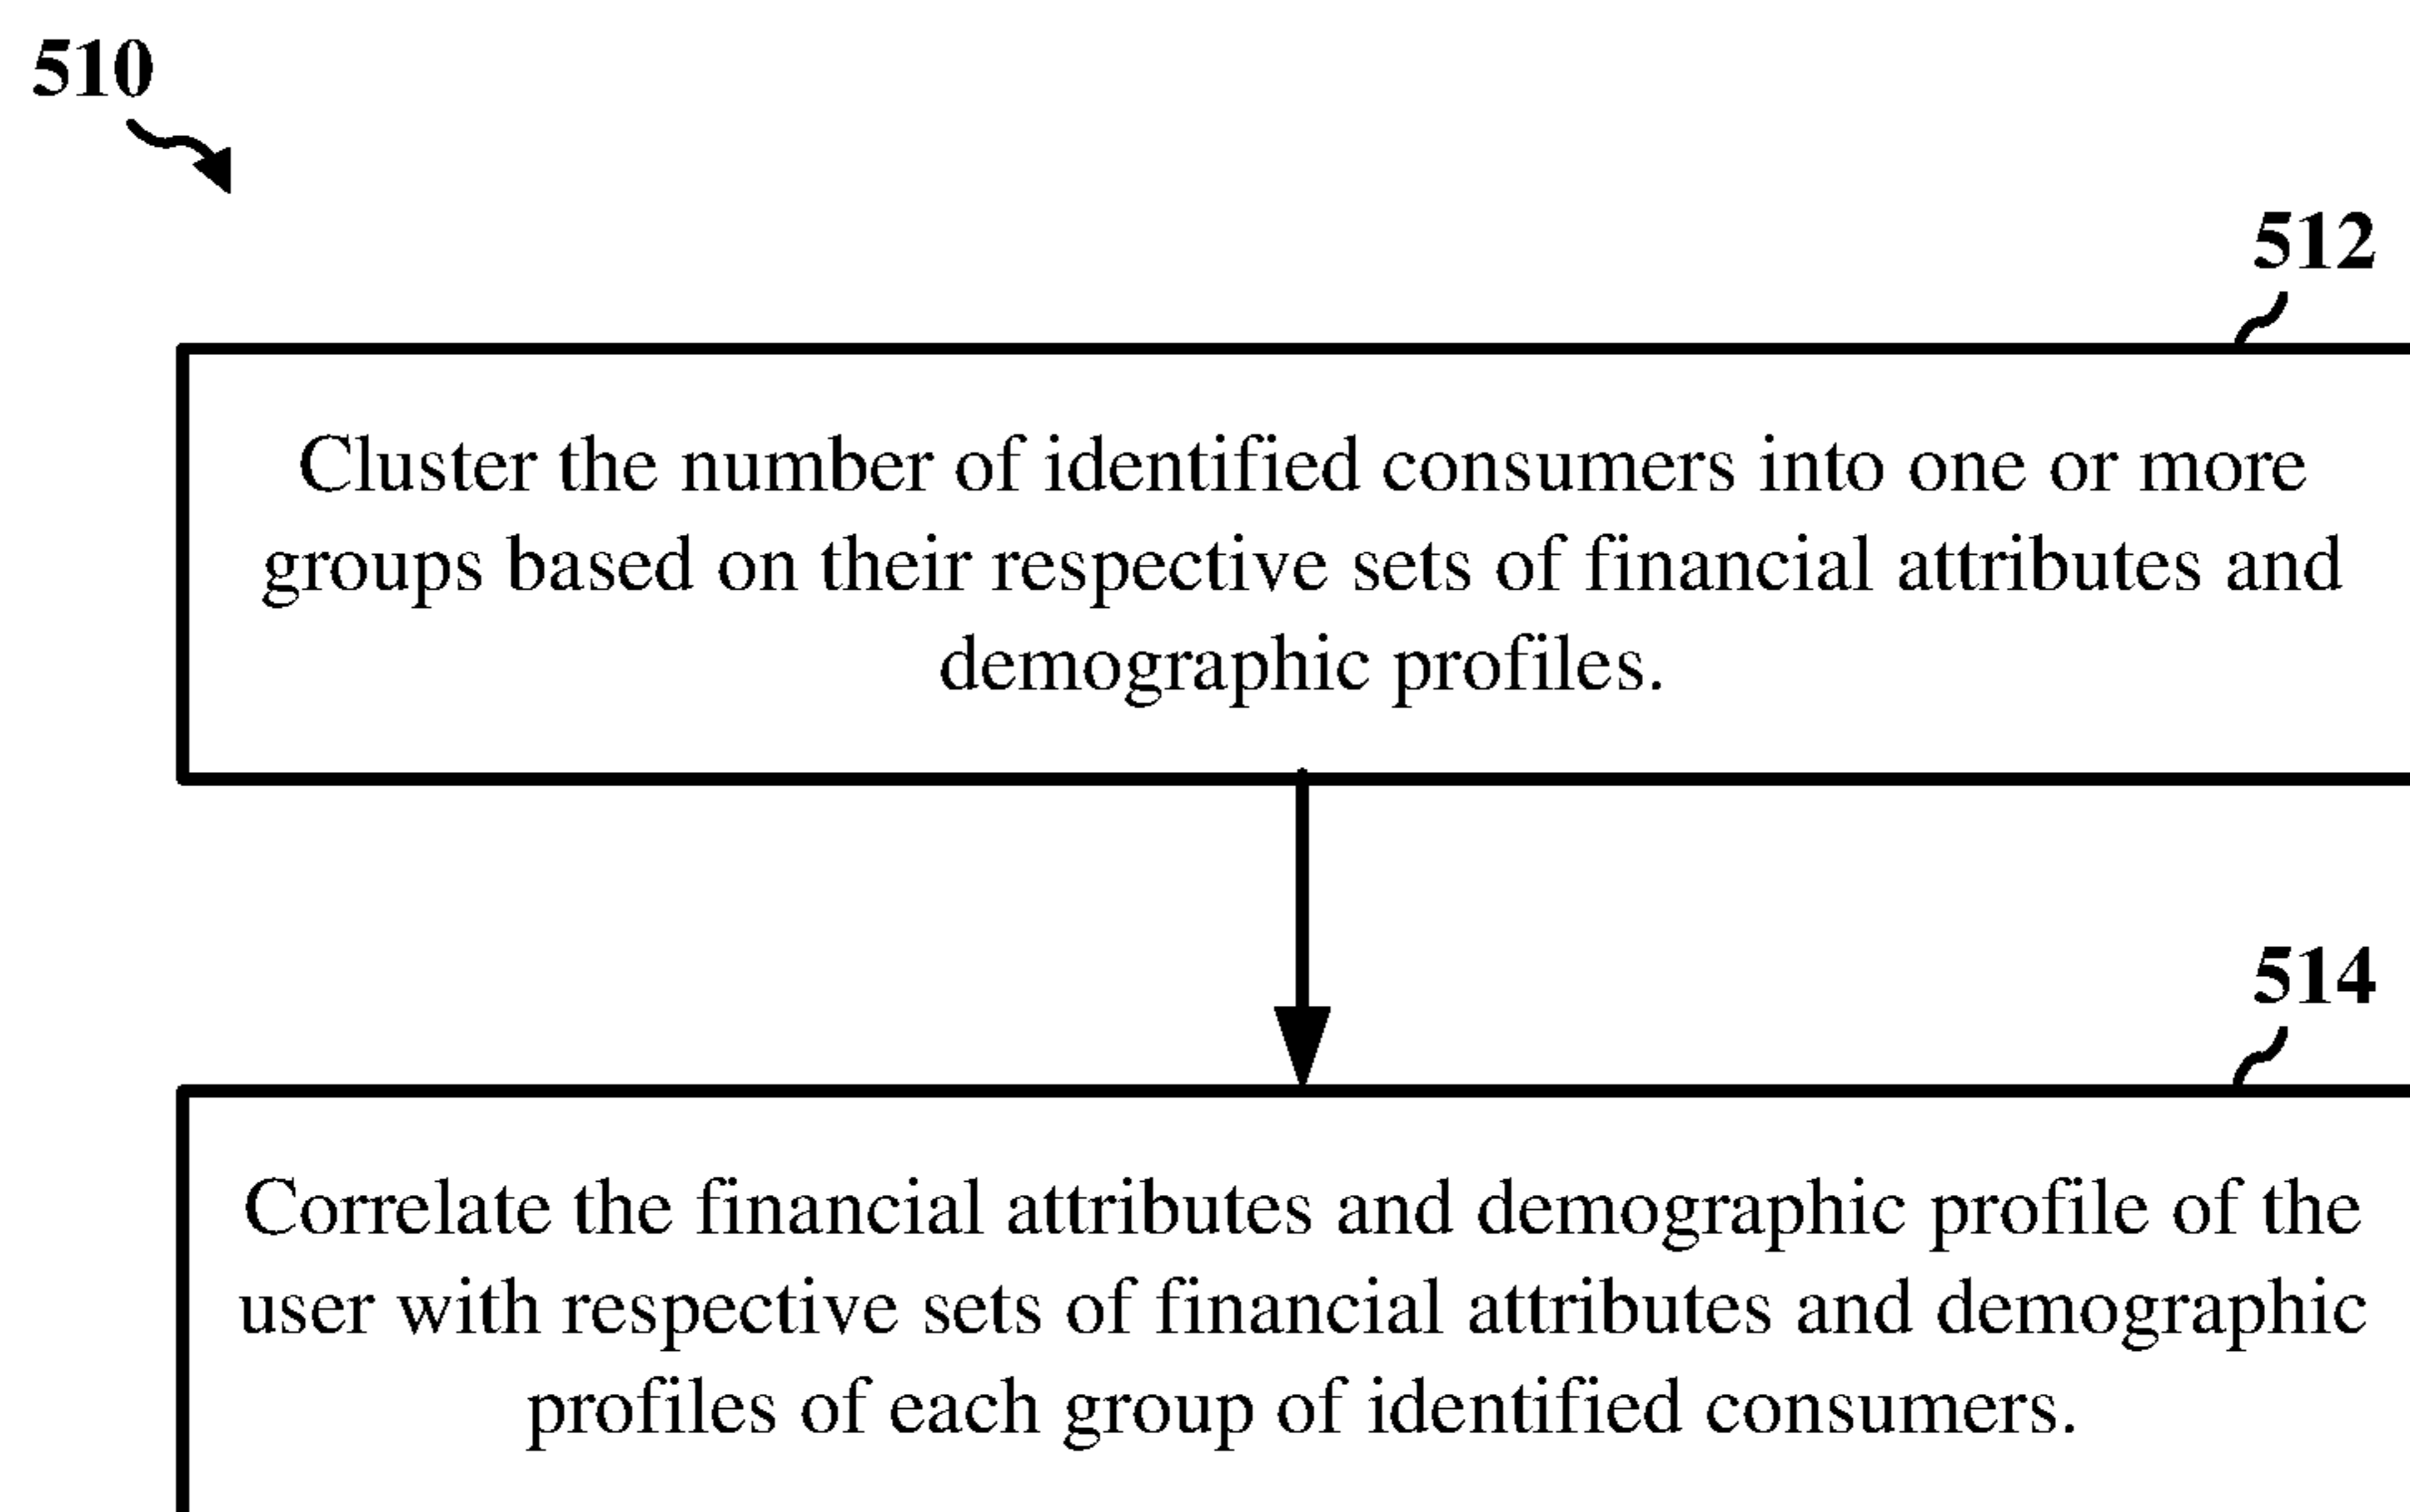 510
512
Cluster the number of identified consumers into one or more
groups based on their respective sets of financial attributes and
demographic profiles.
514
Correlate the financial attributes and demographic profile of the
user with respective sets of financial attributes and demographic
profiles of each group of identified consumers.